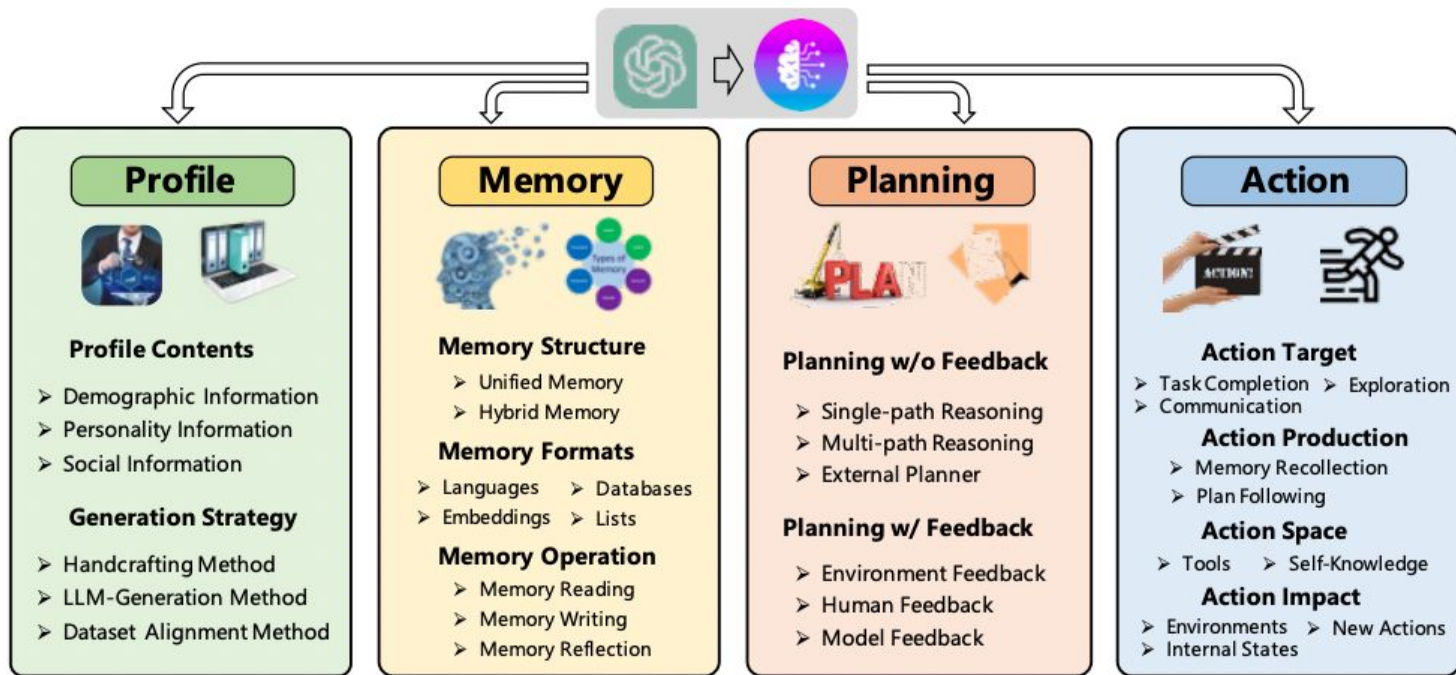 Profile
Profile Contents
➢ Demographic Information
➢ Personality Information
➢ Social Information
Generation Strategy
➢ Handcrafting Method
➢ LLM-Generation Method
➢ Dataset Alignment Method
Memory
Types of
Memory
Memory Structure
➢ Unified Memory
➢ Hybrid Memory
Memory Formats
➢ Languages ➢ Databases
➢ Embeddings ➢ Lists
Memory Operation
➢ Memory Reading
➢ Memory Writing
➢ Memory Reflection
Planning
PLAN
Planning w/o Feedback
➢ Single-path Reasoning
➢ Multi-path Reasoning
➢ External Planner
Planning w/ Feedback
➢ Environment Feedback
➢ Human Feedback
➢ Model Feedback
Action
ACTION!
Action Target
➢ Task Completion ➢ Exploration
➢ Communication
Action Production
➢ Memory Recollection
➢ Plan Following
Action Space
➢ Tools ➢ Self-Knowledge
Action Impact
➢ Environments ➢ New Actions
➢ Internal States